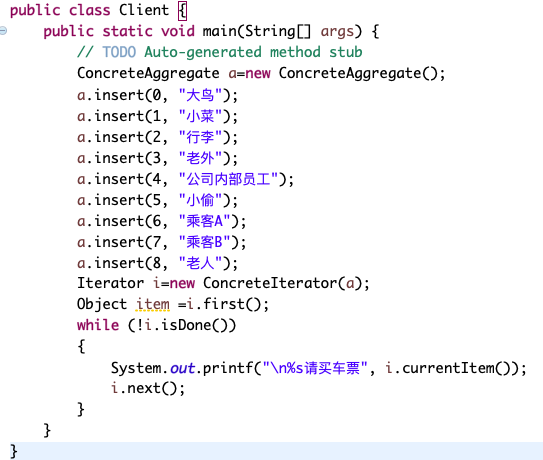 public class Client {
    public static void main(String[] args) {
        // TODO Auto-generated method stub
        ConcreteAggregate a=new ConcreteAggregate();
        a.insert(0, "大鸟");
        a.insert(1, "小菜");
        a.insert(2, "行李");
        a.insert(3, "老外");
        a.insert(4, "公司内部员工");
        a.insert(5, "小偷");
        a.insert(6, "乘客A");
        a.insert(7, "乘客B");
        a.insert(8, "老人");
        Iterator i=new ConcreteIterator(a);
        Object item =i.first();
        while (!i.isDone())
        {
            System.out.printf("\n%s请买车票", i.currentItem());
            i.next();
        }
    }
}